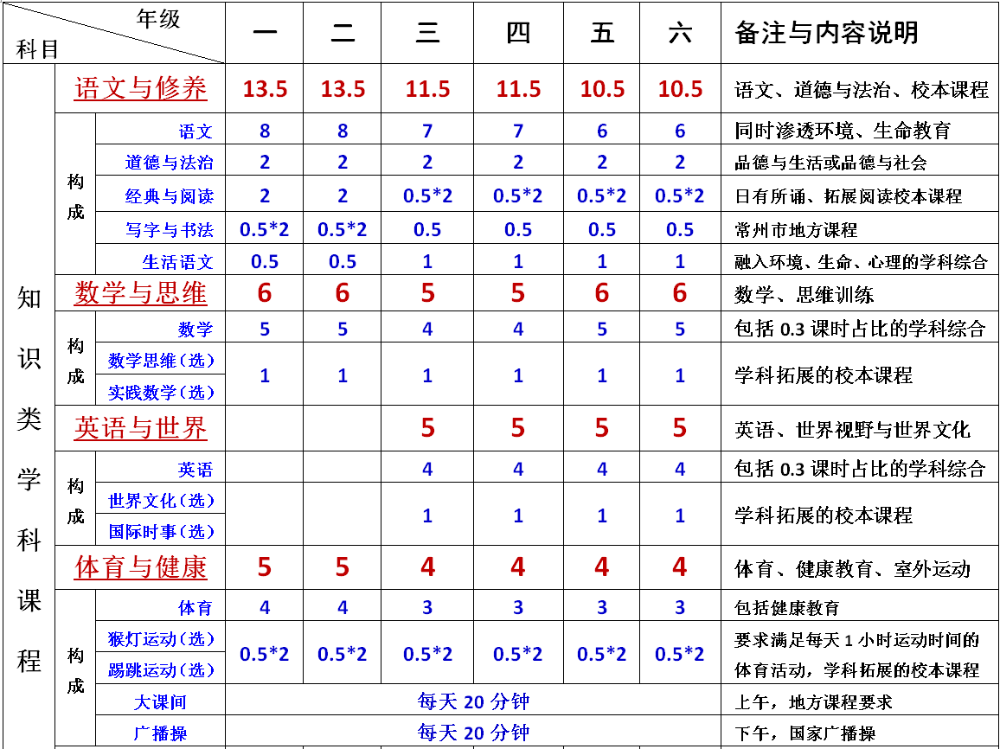 年级
科目
一 二 三 四 五 六 备注与内容说明
知识类学科课程
语文与修养 13.5 13.5 11.5 11.5 10.5 10.5 语文、道德与法治、校本课程
构成
语文 8 8 7 7 6 6 同时渗透环境、生命教育
道德与法治 2 2 2 2 2 2 品德与生活或品德与社会
经典与阅读 2 2 0.5*2 0.5*2 0.5*2 0.5*2 日有所诵、拓展阅读校本课程
写字与书法 0.5*2 0.5*2 0.5 0.5 0.5 0.5 常州市地方课程
生活语文 0.5 0.5 1 1 1 1 融入环境、生命、心理的学科综合
数学与思维 6 6 5 5 6 6 数学、思维训练
构成
数学 5 5 4 4 5 5 包括 0.3 课时占比的学科综合
数学思维（选）
实践数学（选）
1 1 1 1 1 1 学科拓展的校本课程
英语与世界 5 5 5 5 英语、世界视野与世界文化
构成
英语 4 4 4 4 包括 0.3 课时占比的学科综合
世界文化（选）
国际时事（选）
1 1 1 1 学科拓展的校本课程
体育与健康 5 5 4 4 4 4 体育、健康教育、室外运动
构成
体育 4 4 3 3 3 3 包括健康教育
猴灯运动（选）
踢跳运动（选）
0.5*2 0.5*2 0.5*2 0.5*2 0.5*2 0.5*2
要求满足每天 1 小时运动时间的
体育活动，学科拓展的校本课程
大课间 每天 20 分钟 上午，地方课程要求
广播操 每天 20 分钟 下午，国家广播操